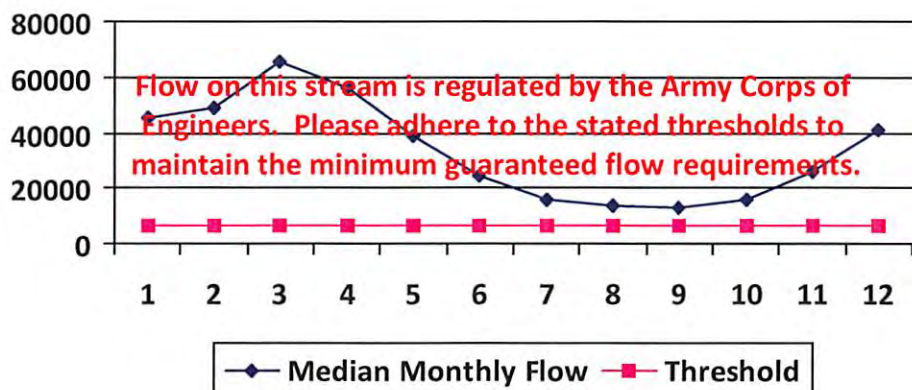 80000
60000
40000
20000
0
Flow on this stream is regulated by the Army Corps of
Engineers. Please adhere to the stated thresholds to
maintain the minimum guaranteed flow requirements.
1 2 3 4 5 6 7 8 9 10 11 12
Median Monthly Flow Threshold